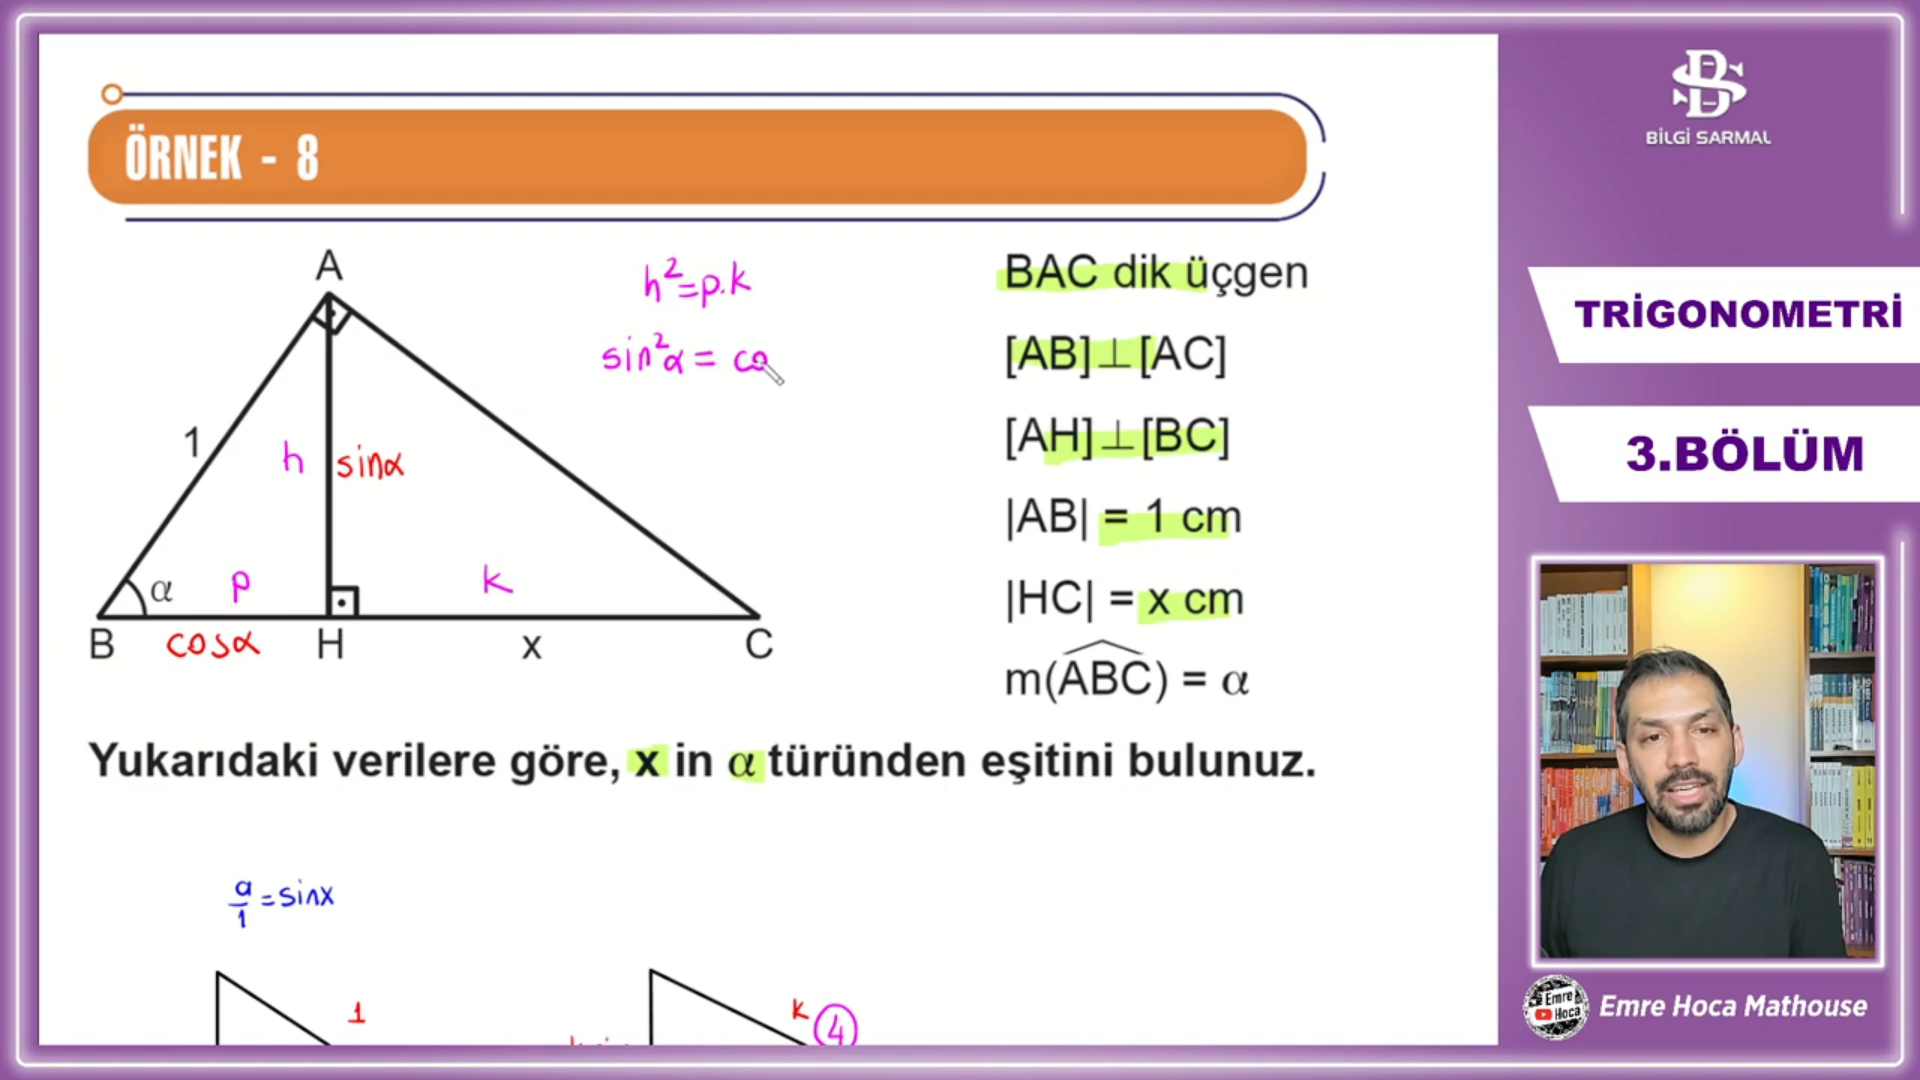 ÖRNEK - 8
A
h²=p.k
sin²α = co
1
h
sinα
α
p
k
B
cosα
H
x
C
BAC dik üçgen
[AB]⊥[AC]
[AH]⊥[BC]
|AB| = 1 cm
|HC| = x cm
m(ABC) = α
Yukarıdaki verilere göre, x in α türünden eşitini bulunuz.
a/1 = sinx
1
k
4
BİLGİ SARMAL
TRİGONOMETRİ
3.BÖLÜM
Emre
Hoca
Emre Hoca Mathouse